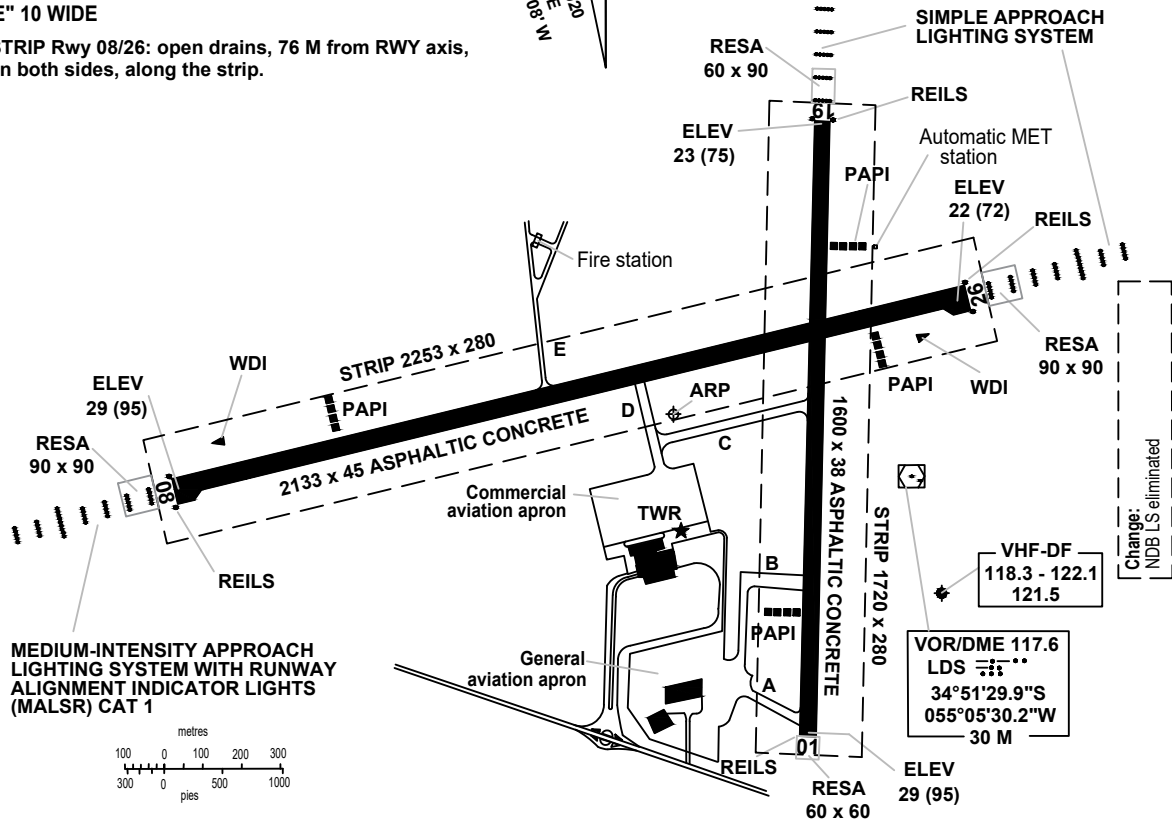 E" 10 WIDE
STRIP Rwy 08/26: open drains, 76 M from RWY axis,
n both sides, along the strip.
20
E
08' W
SIMPLE APPROACH
LIGHTING SYSTEM
RESA
60 x 90
REILS
19
ELEV
23 (75)
Automatic MET
station
PAPI
ELEV
22 (72)
REILS
Fire station
26
RESA
90 x 90
WDI
STRIP 2253 x 280
E
PAPI
WDI
ELEV
29 (95)
PAPI
ARP
D
C
RESA
90 x 90
08
2133 x 45 ASPHALTIC CONCRETE
1600 x 38 ASPHALTIC CONCRETE
STRIP 1720 x 280
Commercial
aviation apron
TWR
Change:
NDB LS eliminated
REILS
B
VHF-DF
118.3 - 122.1
121.5
PAPI
MEDIUM-INTENSITY APPROACH
LIGHTING SYSTEM WITH RUNWAY
ALIGNMENT INDICATOR LIGHTS
(MALSR) CAT 1
General
aviation apron
A
VOR/DME 117.6
LDS
34°51'29.9"S
055°05'30.2"W
30 M
metres
100 0 100 200 300
300 0 500 1000
pies
01
REILS
RESA
60 x 60
ELEV
29 (95)